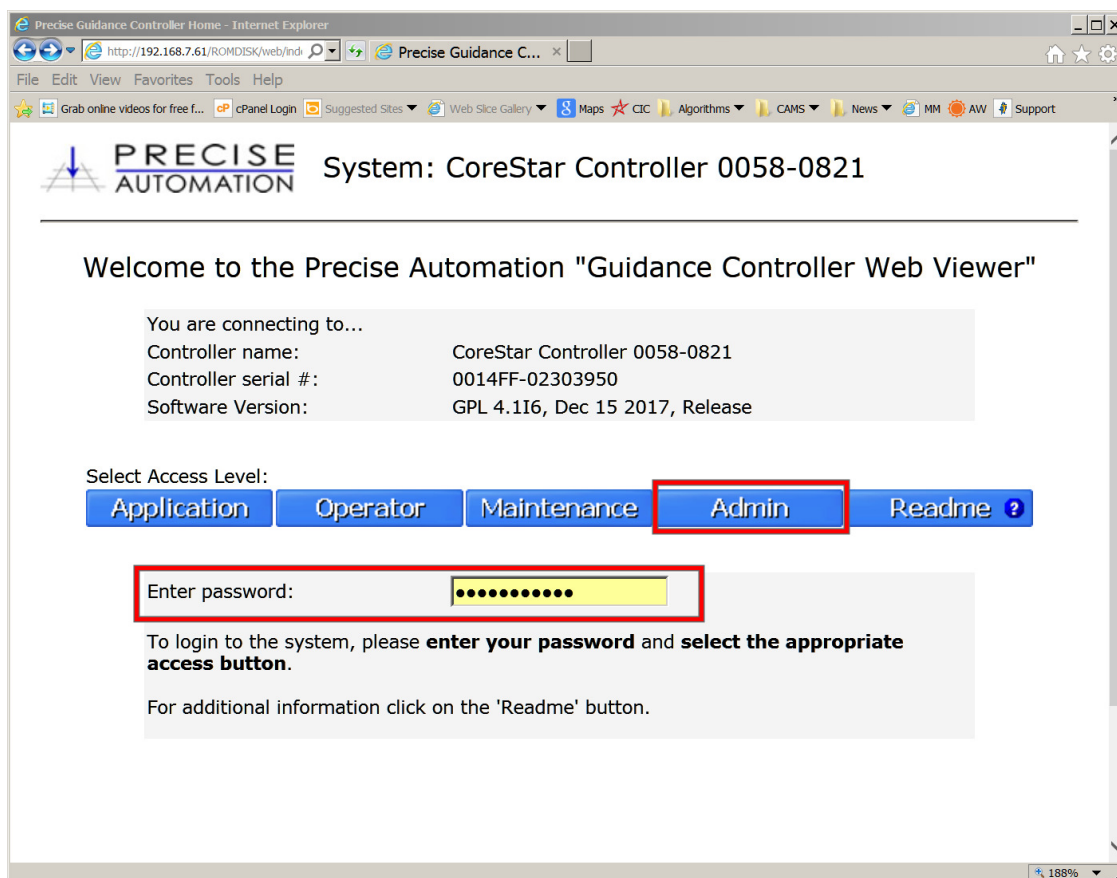 Precise Guidance Controller Home - Internet Explorer
http://192.168.7.61/ROMDISK/web/ind Precise Guidance C... ×
File Edit View Favorites Tools Help
Grab online videos for free f... cP cPanel Login Suggested Sites Web Slice Gallery 8 Maps CIC Algorithms CAMS News MM AW Support
PRECISE
AUTOMATION
System: CoreStar Controller 0058-0821
Welcome to the Precise Automation "Guidance Controller Web Viewer"
You are connecting to...
Controller name: CoreStar Controller 0058-0821
Controller serial #: 0014FF-02303950
Software Version: GPL 4.1I6, Dec 15 2017, Release
Select Access Level:
Application Operator Maintenance Admin Readme ?
Enter password: •••••••••••
To login to the system, please enter your password and select the appropriate
access button.
For additional information click on the 'Readme' button.
188%